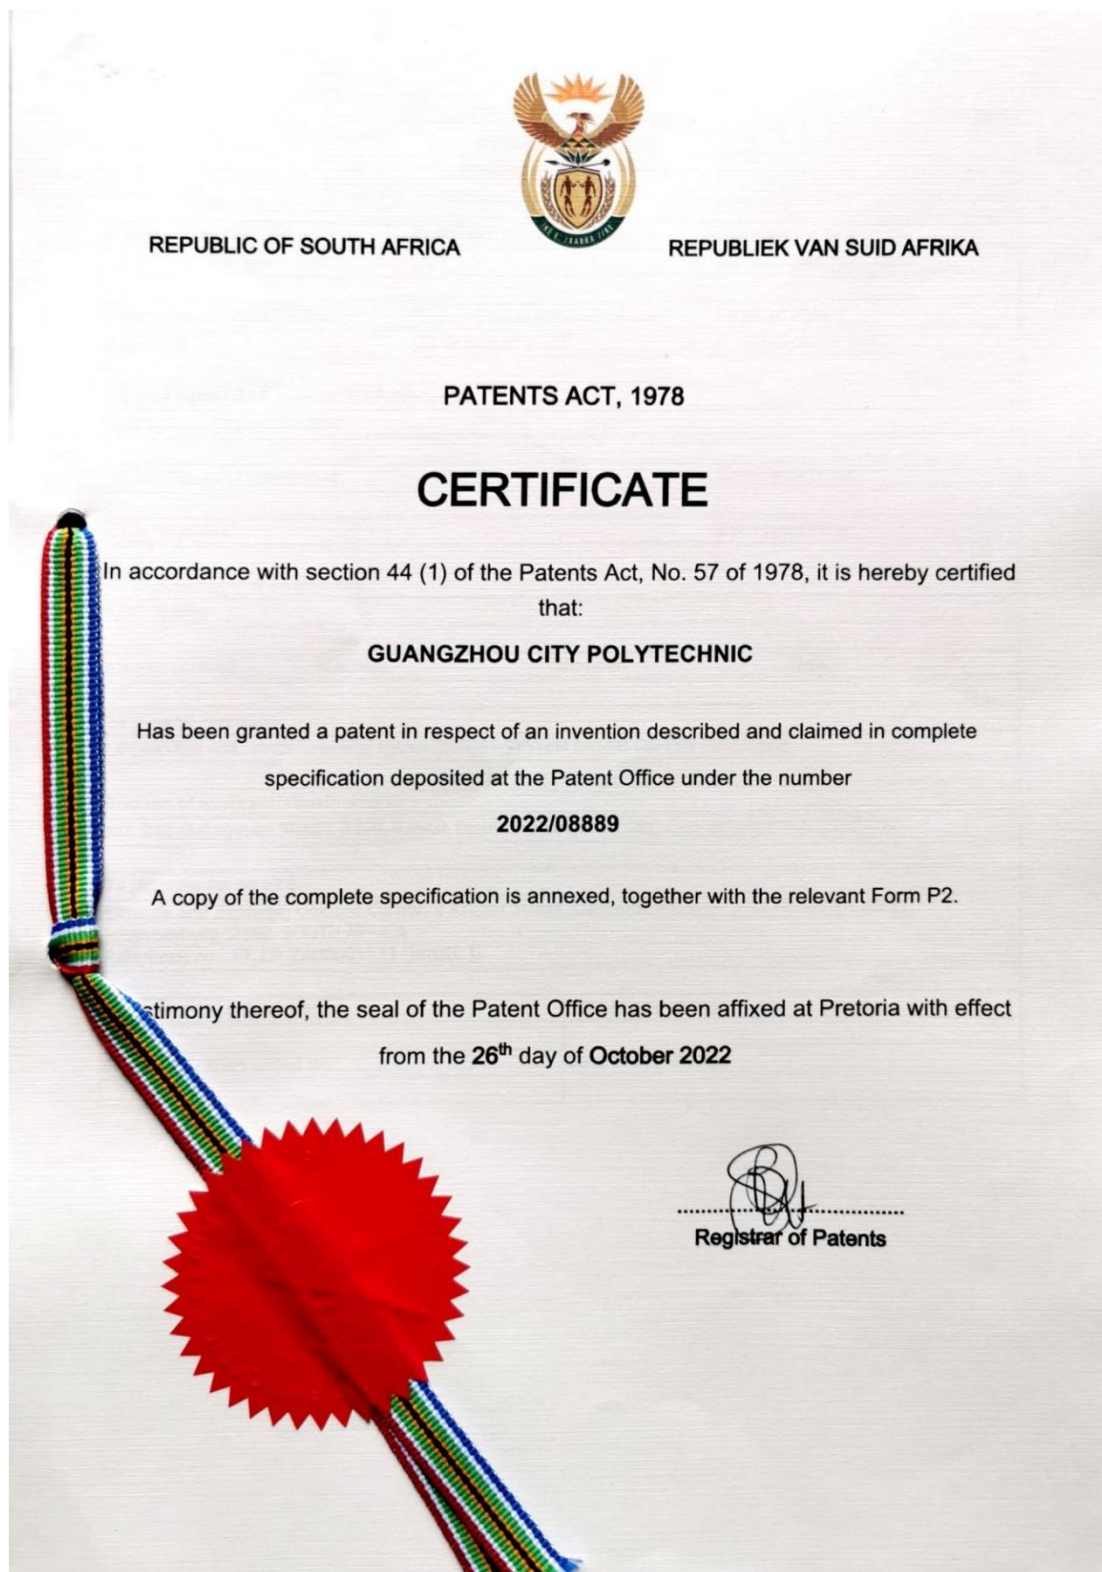 REPUBLIC OF SOUTH AFRICA
REPUBLIEK VAN SUID AFRIKA
PATENTS ACT, 1978
CERTIFICATE
In accordance with section 44 (1) of the Patents Act, No. 57 of 1978, it is hereby certified
that:
GUANGZHOU CITY POLYTECHNIC
Has been granted a patent in respect of an invention described and claimed in complete
specification deposited at the Patent Office under the number
2022/08889
A copy of the complete specification is annexed, together with the relevant Form P2.
stimony thereof, the seal of the Patent Office has been affixed at Pretoria with effect
from the 26th day of October 2022
Registrar of Patents